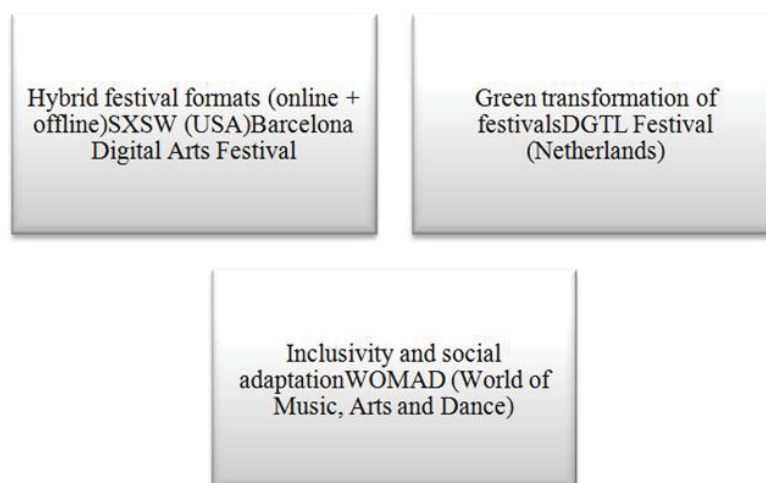 Hybrid festival formats (online +
offline)SXSW (USA)Barcelona
Digital Arts Festival
Green transformation of
festivalsDGTL Festival
(Netherlands)
Inclusivity and social
adaptationWOMAD (World of
Music, Arts and Dance)